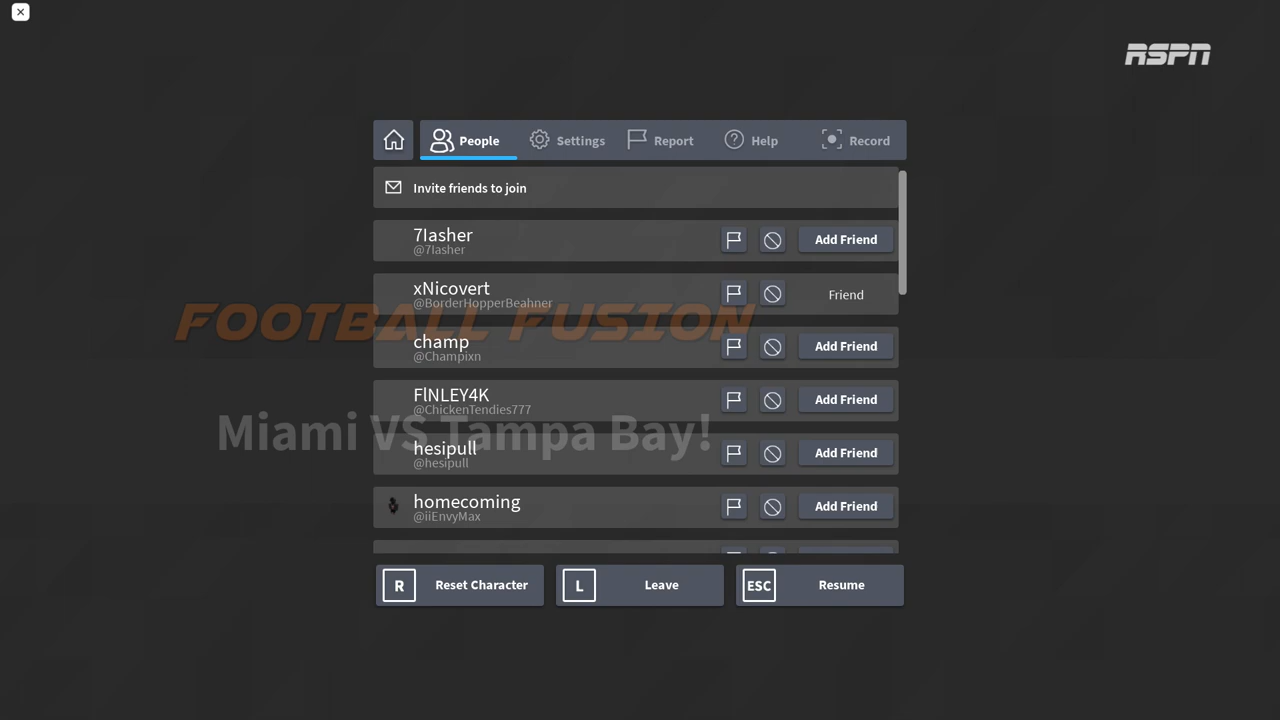 RSPN
People
Settings
Report
Help
Record
Invite friends to join
7Iasher
@7Iasher
Add Friend
xNicovert
@BorderHopperBeahner
Friend
FOOTBALL FUSION
champ
@Champixn
Add Friend
FlNLEY4K
@ChickenTendies777
Add Friend
Miami VS Tampa Bay!
hesipull
@hesipull
Add Friend
homecoming
@iiEnvyMax
Add Friend
R
Reset Character
L
Leave
ESC
Resume